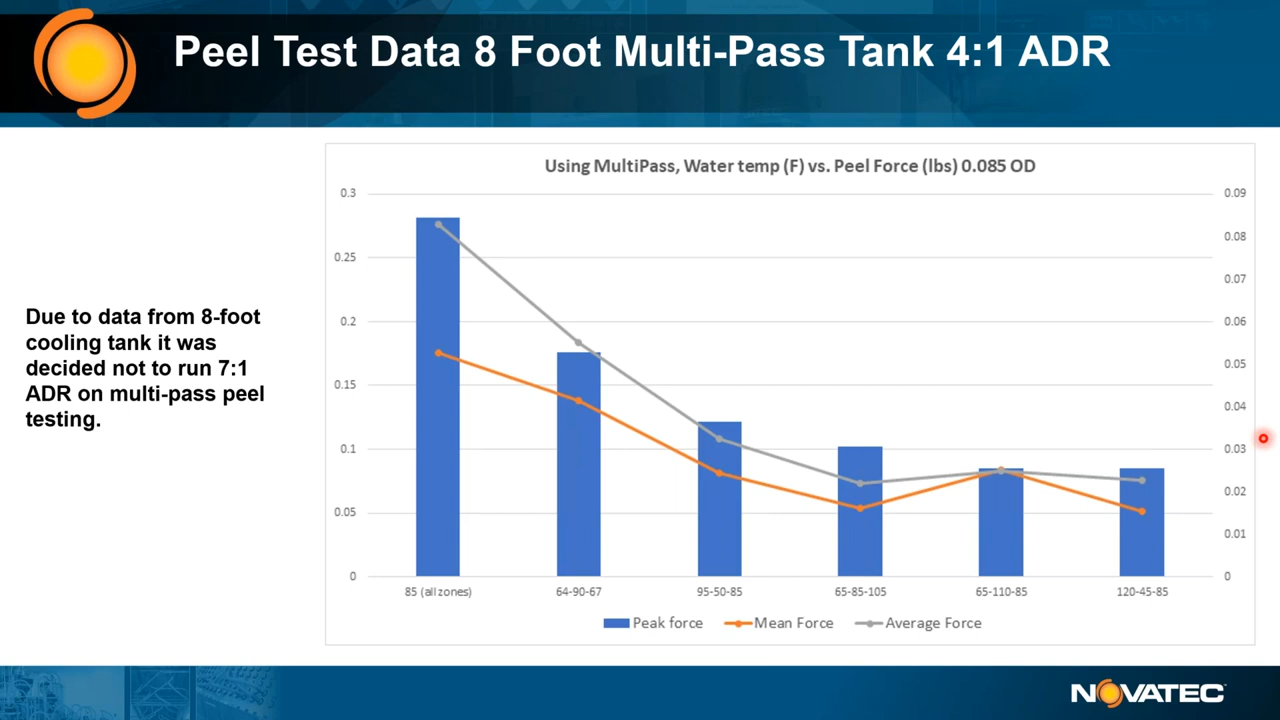 Peel Test Data 8 Foot Multi-Pass Tank 4:1 ADR
Due to data from 8-foot
cooling tank it was
decided not to run 7:1
ADR on multi-pass peel
testing.
Using MultiPass, Water temp (F) vs. Peel Force (lbs) 0.085 OD
0.3
0.25
0.2
0.15
0.1
0.05
0
0.09
0.08
0.07
0.06
0.05
0.04
0.03
0.02
0.01
0
85 (all zones) 64-90-67 95-50-85 65-85-105 65-110-85 120-45-85
Peak force Mean Force Average Force
NOVATEC